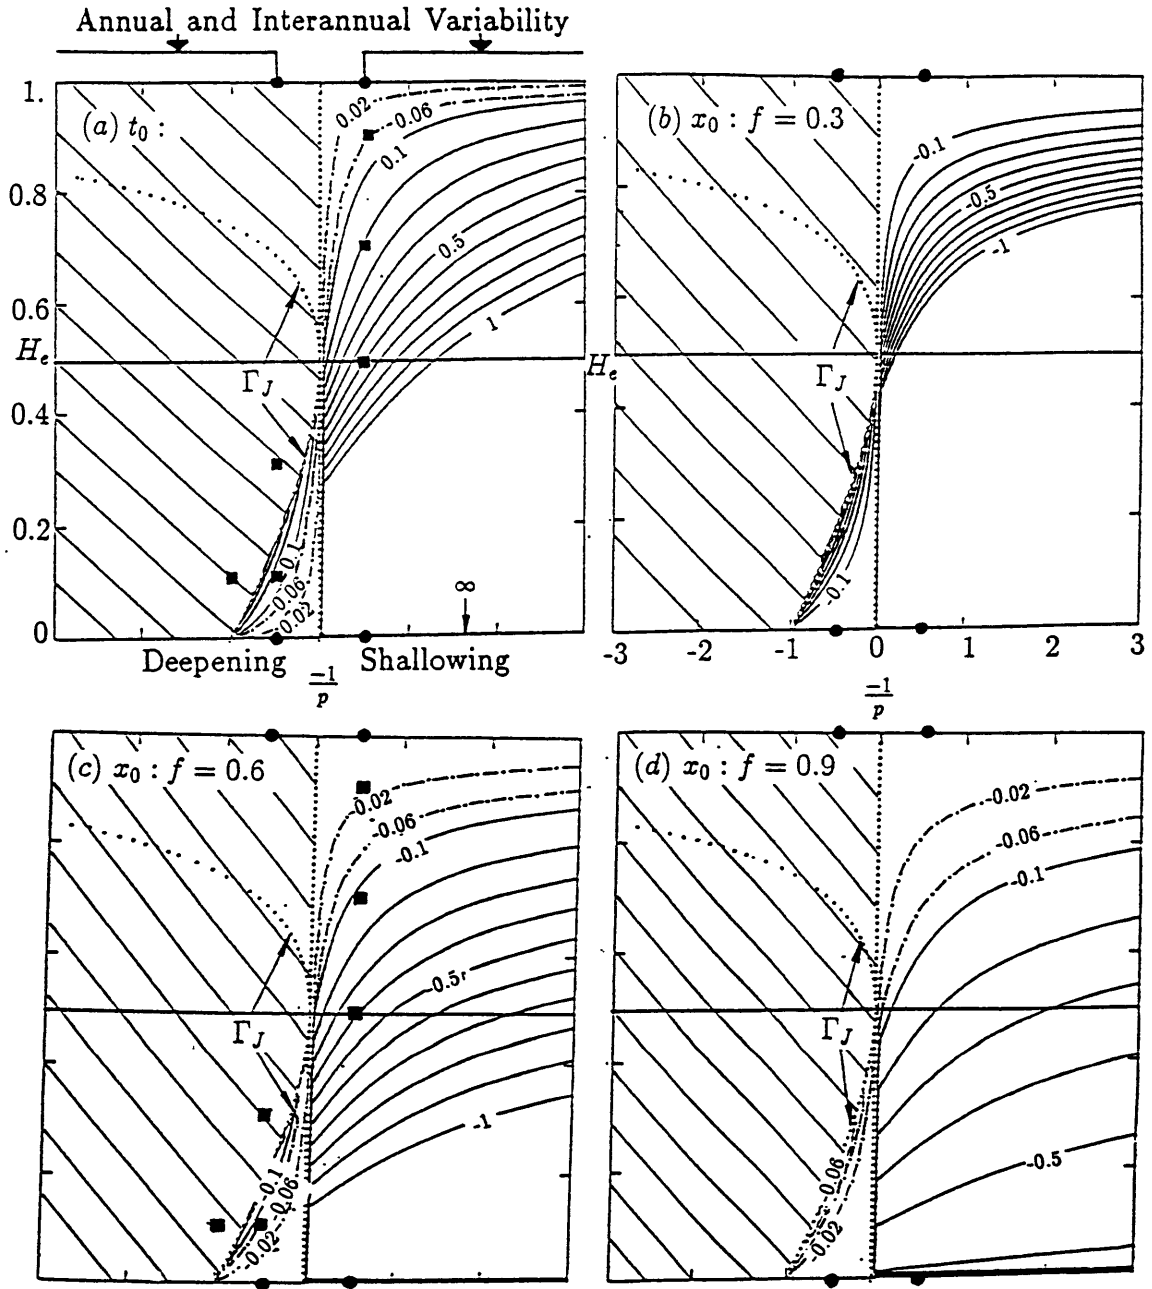 Annual and Interannual Variability
1.
(a) t₀ :
0.02
-0.06
0.1
0.8
0.5
0.6
1
H_e
Γ_J
0.4
0.2
0.1
-0.06
-0.02
∞
0
Deepening
Shallowing
-1/p
(b) x₀ : f = 0.3
-0.1
-0.5
-1
H_e
Γ_J
-0.1
-3 -2 -1 0 1 2 3
-1/p
(c) x₀ : f = 0.6
-0.02
-0.06
-0.1
-0.5
Γ_J
-1
-0.1
-0.06
-0.02
(d) x₀ : f = 0.9
-0.02
-0.06
-0.1
Γ_J
-0.5
-0.06
-0.02